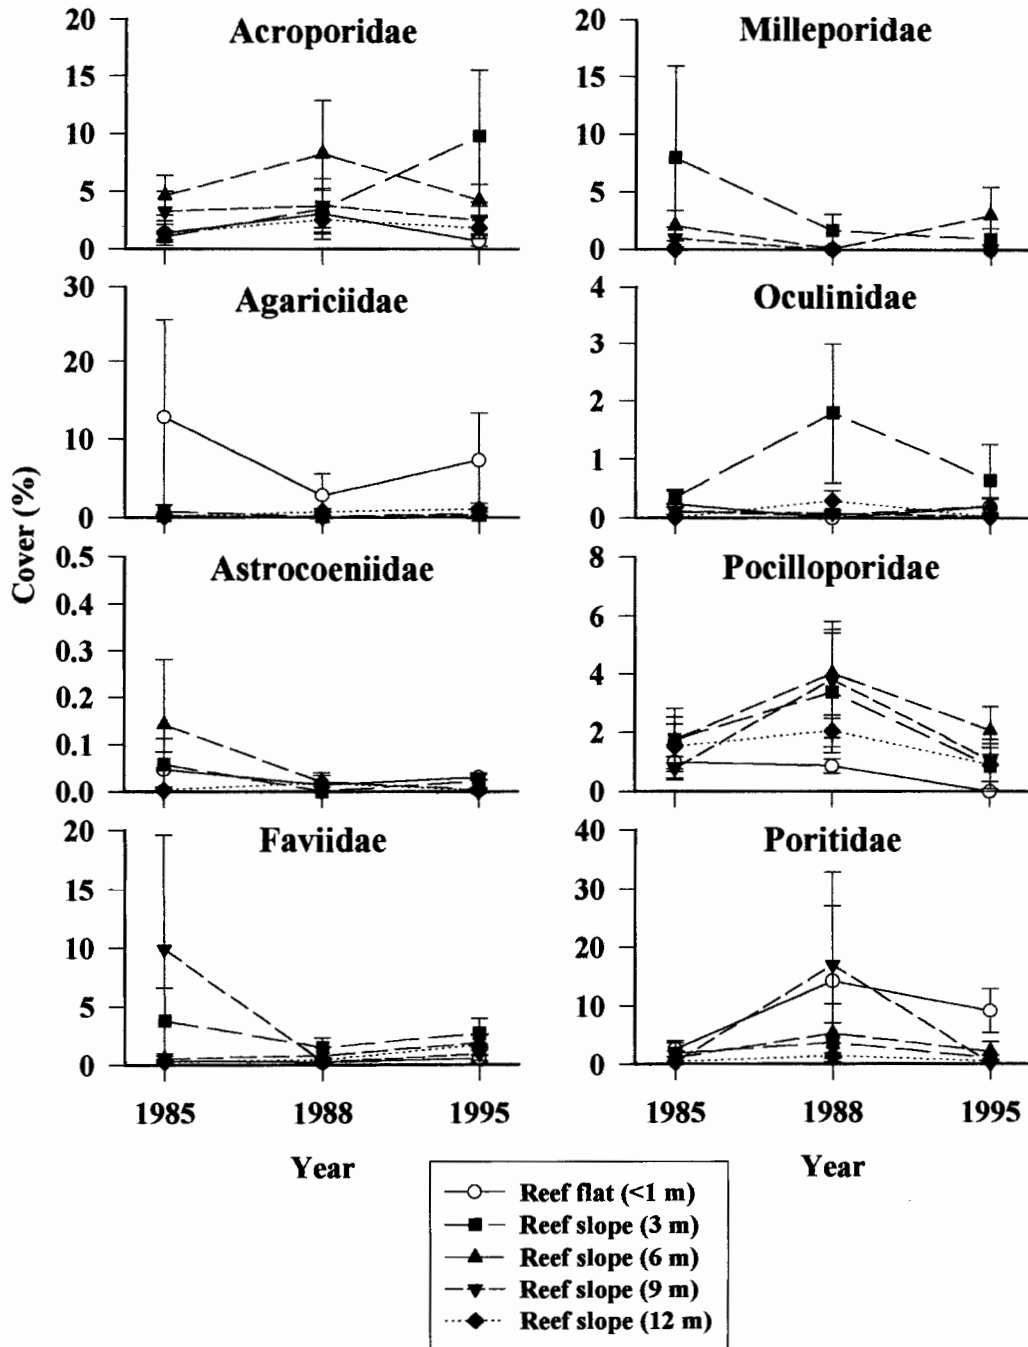 Acroporidae
20
15
10
5
0
Milleporidae
20
15
10
5
0
Agariciidae
30
20
10
0
Oculinidae
4
3
2
1
0
Cover (%)
Astrocoeniidae
0.5
0.4
0.3
0.2
0.1
0.0
Pocilloporidae
8
6
4
2
0
Faviidae
20
15
10
5
0
Poritidae
40
30
20
10
0
1985 1988 1995
1985 1988 1995
Year
Year
Reef flat (<1 m)
Reef slope (3 m)
Reef slope (6 m)
Reef slope (9 m)
Reef slope (12 m)